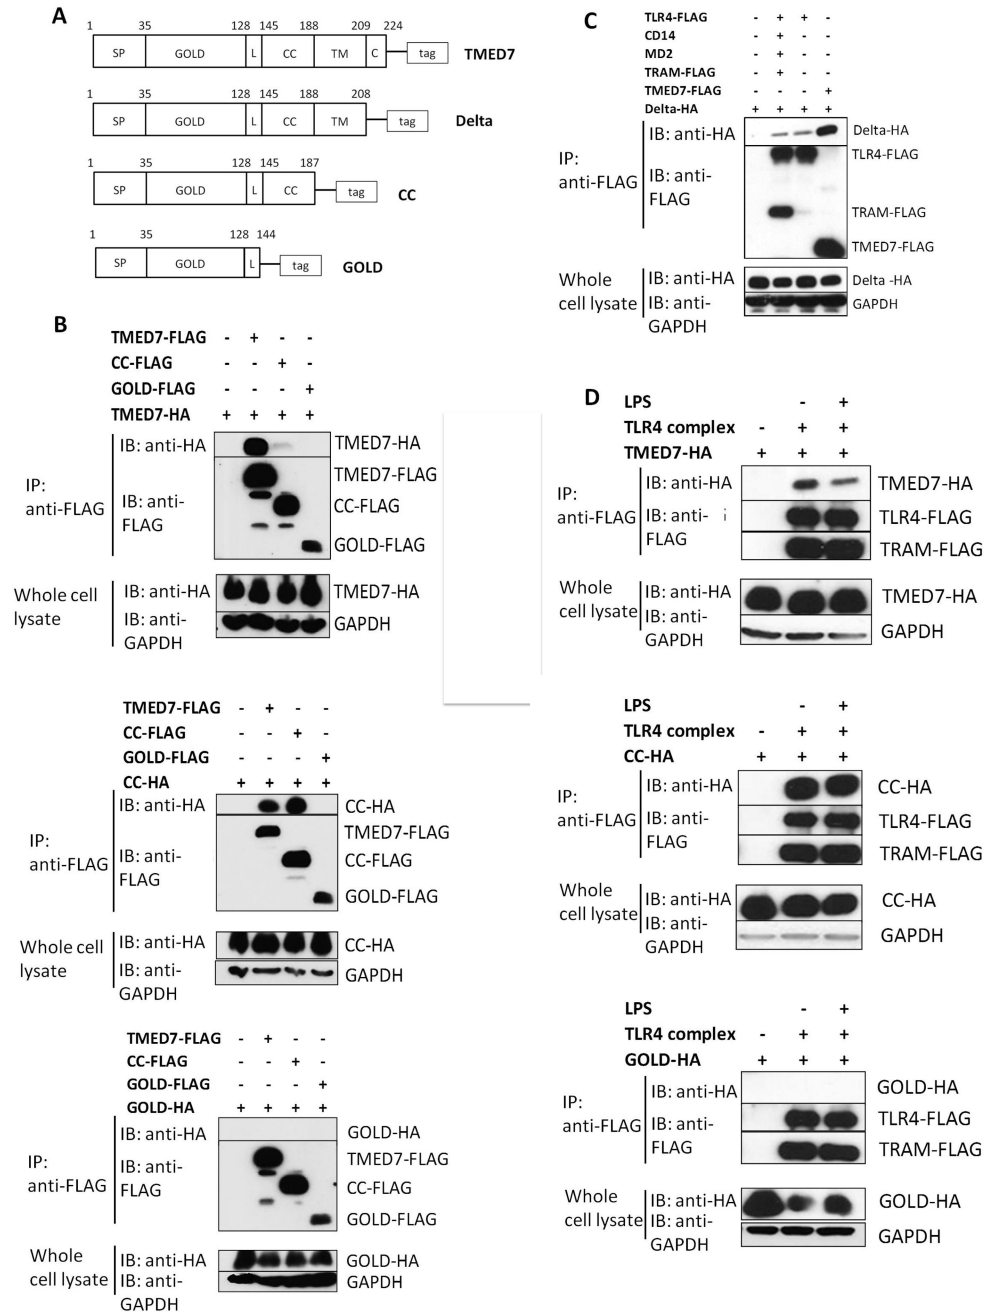 A
1 35 128 145 188 209 224
SP GOLD L CC TM C tag TMED7
1 35 128 145 188 208
SP GOLD L CC TM tag Delta
1 35 128 145 187
SP GOLD L CC tag CC
1 35 128 144
SP GOLD L tag GOLD
B
TMED7-FLAG - + - -
CC-FLAG - - + -
GOLD-FLAG - - - +
TMED7-HA + + + +
IP: anti-FLAG
IB: anti-HA TMED7-HA
IB: anti-FLAG TMED7-FLAG
CC-FLAG
GOLD-FLAG
Whole cell lysate
IB: anti-HA TMED7-HA
IB: anti-GAPDH GAPDH
TMED7-FLAG - + - -
CC-FLAG - - + -
GOLD-FLAG - - - +
CC-HA + + + +
IP: anti-FLAG
IB: anti-HA CC-HA
IB: anti-FLAG TMED7-FLAG
CC-FLAG
GOLD-FLAG
Whole cell lysate
IB: anti-HA CC-HA
IB: anti-GAPDH GAPDH
TMED7-FLAG - + - -
CC-FLAG - - + -
GOLD-FLAG - - - +
GOLD-HA + + + +
IP: anti-FLAG
IB: anti-HA GOLD-HA
IB: anti-FLAG TMED7-FLAG
CC-FLAG
GOLD-FLAG
Whole cell lysate
IB: anti-HA GOLD-HA
IB: anti-GAPDH GAPDH
C
TLR4-FLAG - + + -
CD14 - + - -
MD2 - + - -
TRAM-FLAG - + - -
TMED7-FLAG - - - +
Delta-HA + + + +
IP: anti-FLAG
IB: anti-HA Delta-HA
IB: anti-FLAG TLR4-FLAG
TRAM-FLAG
TMED7-FLAG
Whole cell lysate
IB: anti-HA Delta -HA
IB: anti-GAPDH GAPDH
D
LPS - +
TLR4 complex - + +
TMED7-HA + + +
IP: anti-FLAG
IB: anti-HA TMED7-HA
IB: anti-FLAG i TLR4-FLAG
TRAM-FLAG
Whole cell lysate
IB: anti-HA TMED7-HA
IB: anti-GAPDH GAPDH
LPS - +
TLR4 complex - + +
CC-HA + + +
IP: anti-FLAG
IB: anti-HA CC-HA
IB: anti-FLAG TLR4-FLAG
TRAM-FLAG
Whole cell lysate
IB: anti-HA CC-HA
IB: anti-GAPDH GAPDH
LPS - +
TLR4 complex - + +
GOLD-HA + + +
IP: anti-FLAG
IB: anti-HA GOLD-HA
IB: anti-FLAG TLR4-FLAG
TRAM-FLAG
Whole cell lysate
IB: anti-HA GOLD-HA
IB: anti-GAPDH GAPDH